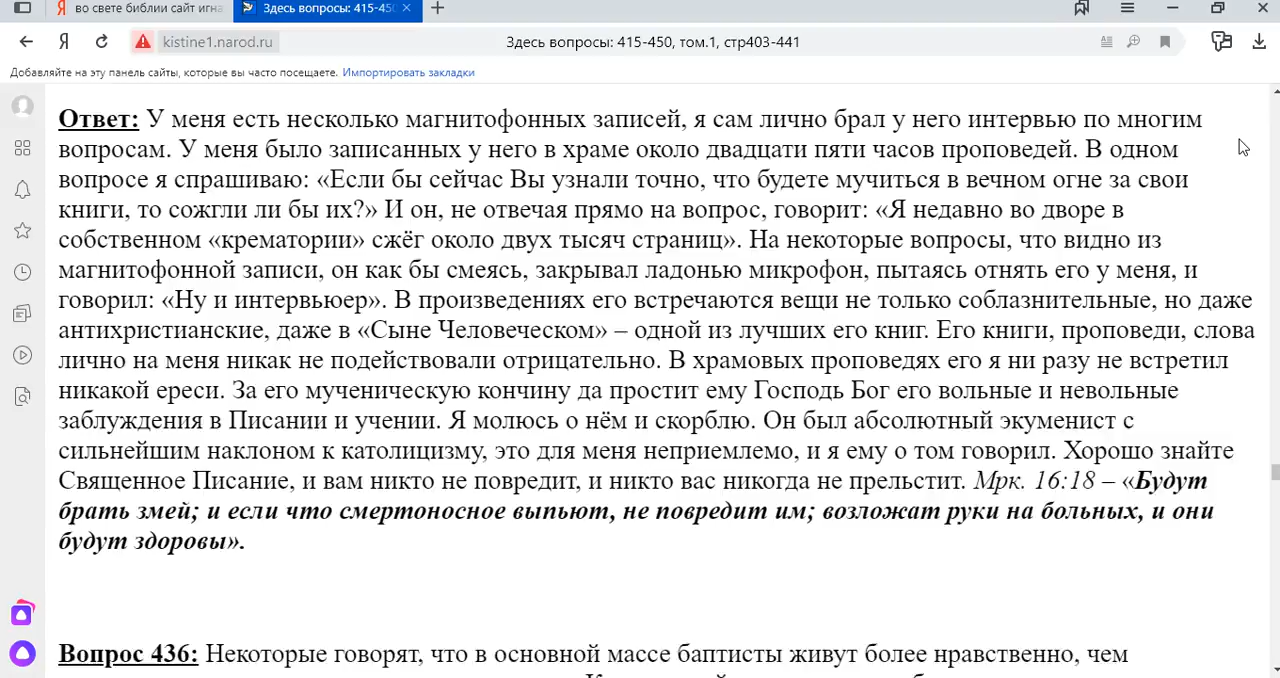 во свете библии сайт игна
Здесь вопросы: 415-45
kistine1.narod.ru
Здесь вопросы: 415-450, том.1, стр403-441
Добавляйте на эту панель сайты, которые вы часто посещаете. Импортировать закладки
Ответ: У меня есть несколько магнитофонных записей, я сам лично брал у него интервью по многим
вопросам. У меня было записанных у него в храме около двадцати пяти часов проповедей. В одном
вопросе я спрашиваю: «Если бы сейчас Вы узнали точно, что будете мучиться в вечном огне за свои
книги, то сожгли ли бы их?» И он, не отвечая прямо на вопрос, говорит: «Я недавно во дворе в
собственном «крематории» сжёг около двух тысяч страниц». На некоторые вопросы, что видно из
магнитофонной записи, он как бы смеясь, закрывал ладонью микрофон, пытаясь отнять его у меня, и
говорил: «Ну и интервьюер». В произведениях его встречаются вещи не только соблазнительные, но даже
антихристианские, даже в «Сыне Человеческом» – одной из лучших его книг. Его книги, проповеди, слова
лично на меня никак не подействовали отрицательно. В храмовых проповедях его я ни разу не встретил
никакой ереси. За его мученическую кончину да простит ему Господь Бог его вольные и невольные
заблуждения в Писании и учении. Я молюсь о нём и скорблю. Он был абсолютный экуменист с
сильнейшим наклоном к католицизму, это для меня неприемлемо, и я ему о том говорил. Хорошо знайте
Священное Писание, и вам никто не повредит, и никто вас никогда не прельстит. Мрк. 16:18 – «Будут
брать змей; и если что смертоносное выпьют, не повредит им; возложат руки на больных, и они
будут здоровы».
Вопрос 436: Некоторые говорят, что в основной массе баптисты живут более нравственно, чем